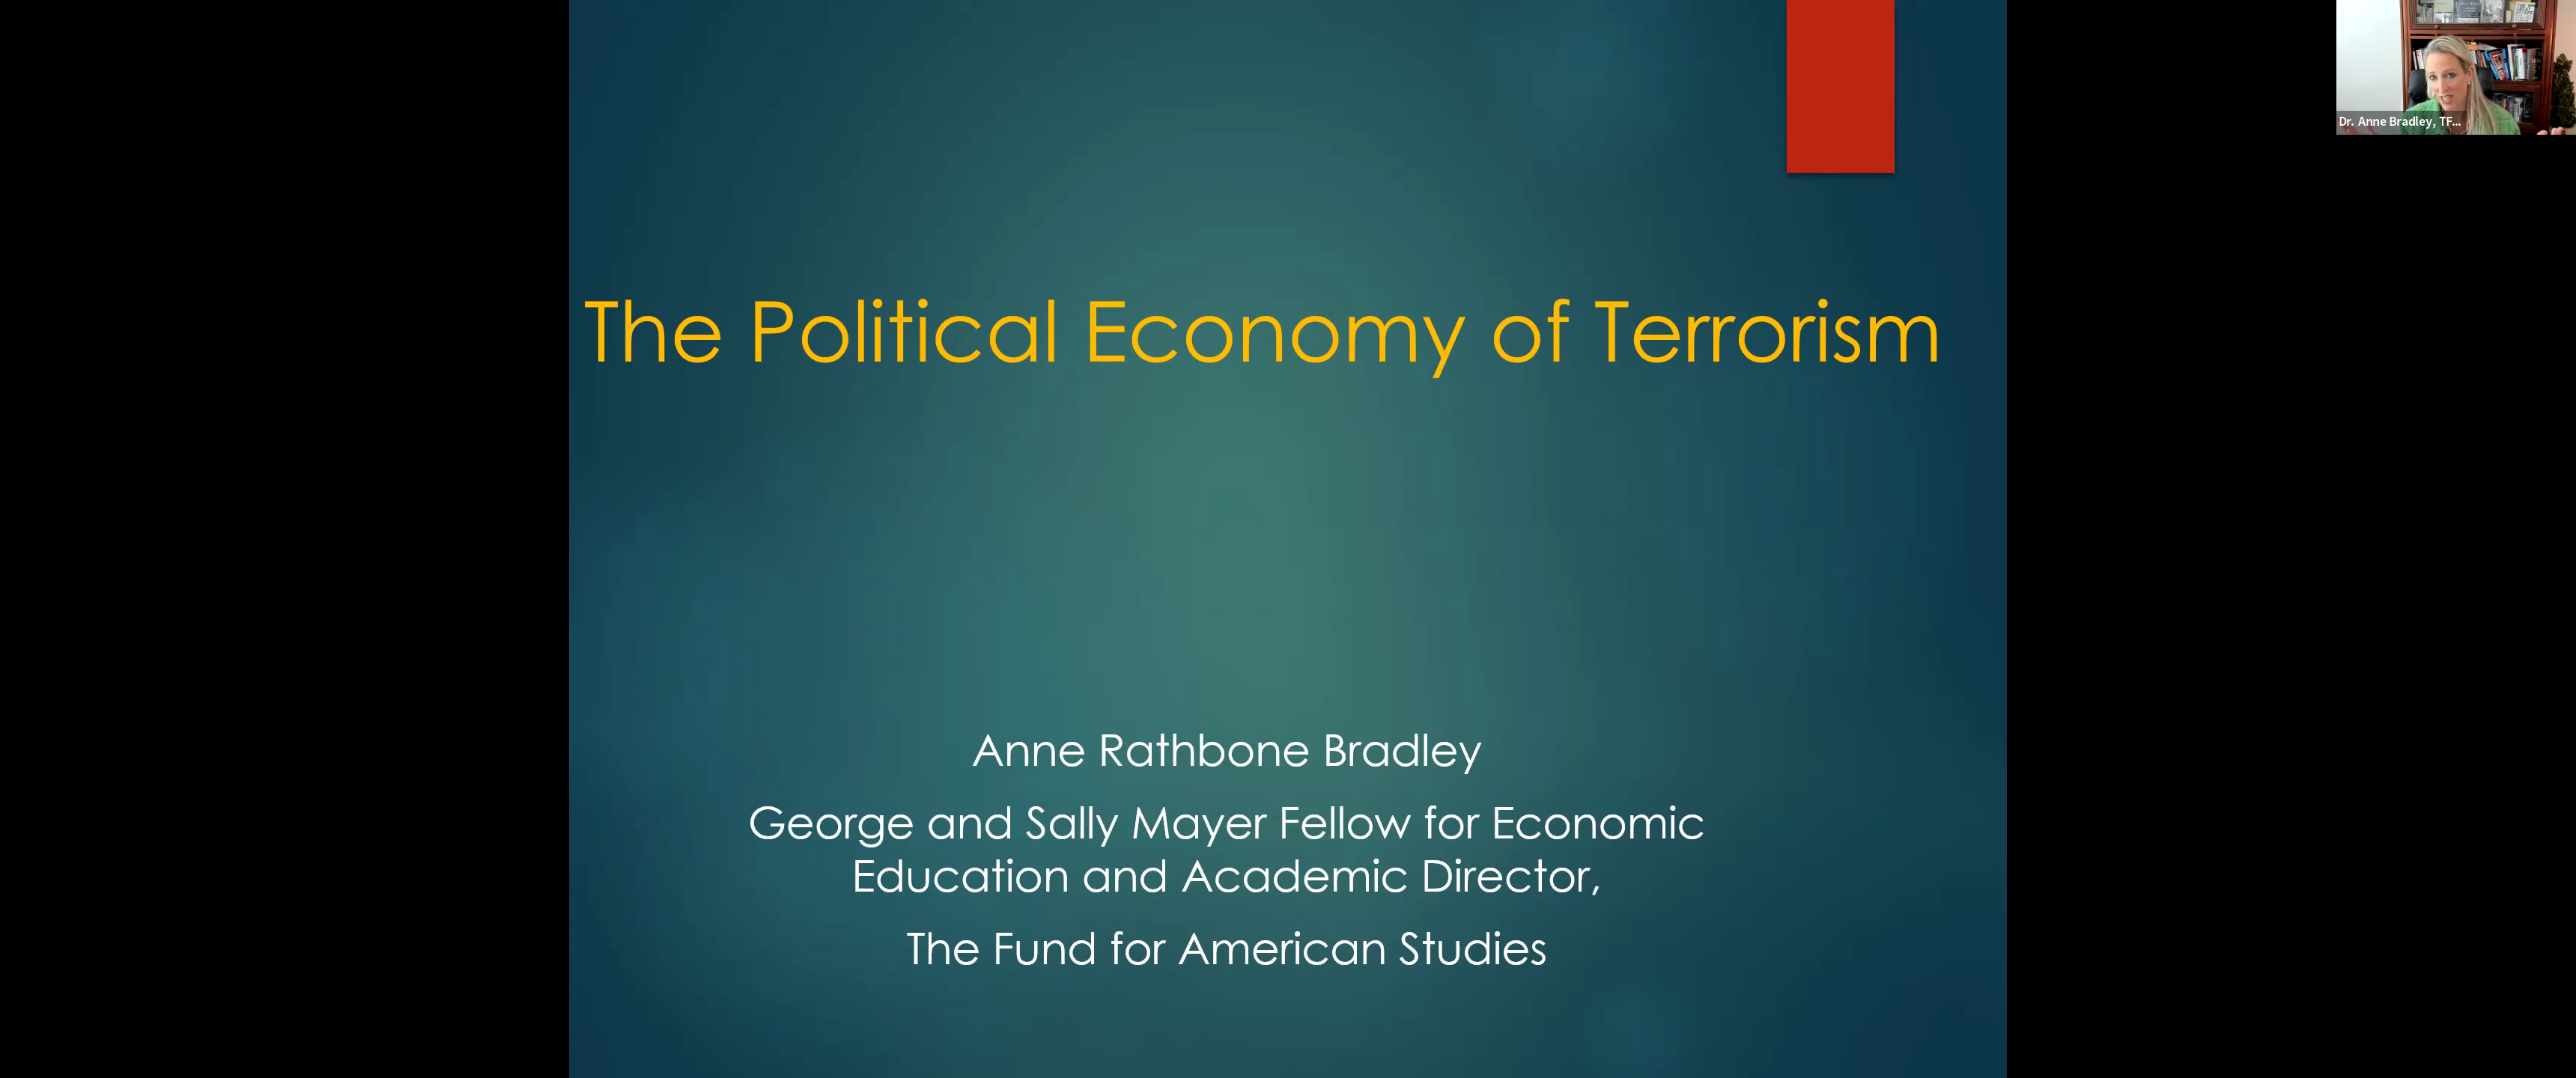 The Political Economy of Terrorism
Anne Rathbone Bradley
George and Sally Mayer Fellow for Economic
Education and Academic Director,
The Fund for American Studies
Dr. Anne Bradley, TF...